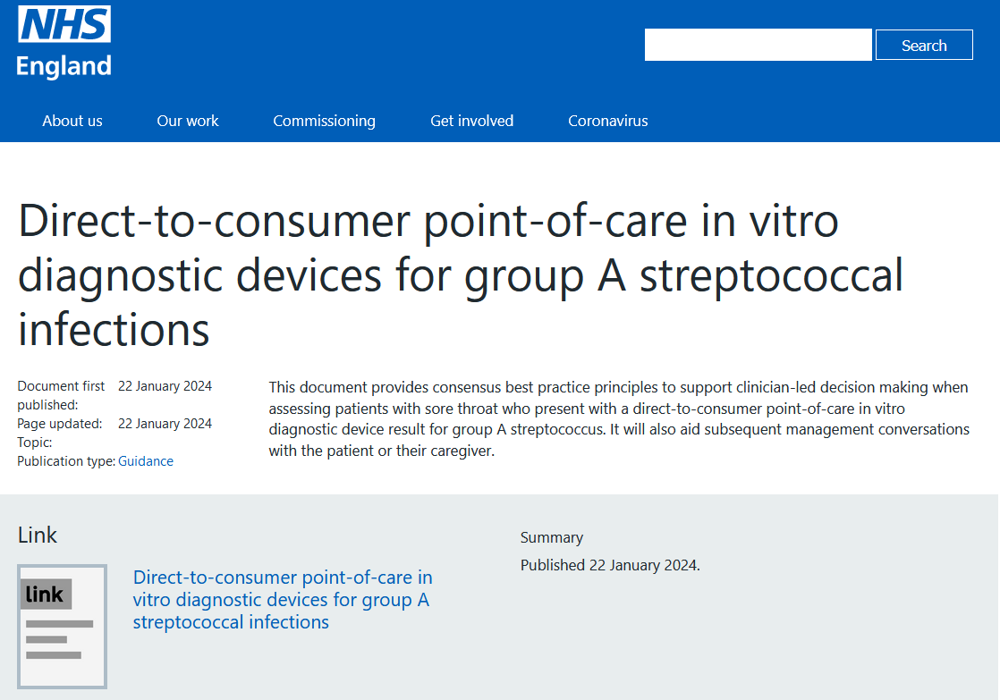 NHS
England
Search
About us
Our work
Commissioning
Get involved
Coronavirus
Direct-to-consumer point-of-care in vitro
diagnostic devices for group A streptococcal
infections
Document first published: 22 January 2024
Page updated: 22 January 2024
Topic:
Publication type: Guidance
This document provides consensus best practice principles to support clinician-led decision making when
assessing patients with sore throat who present with a direct-to-consumer point-of-care in vitro
diagnostic device result for group A streptococcus. It will also aid subsequent management conversations
with the patient or their caregiver.
Link
link
Direct-to-consumer point-of-care in
vitro diagnostic devices for group A
streptococcal infections
Summary
Published 22 January 2024.